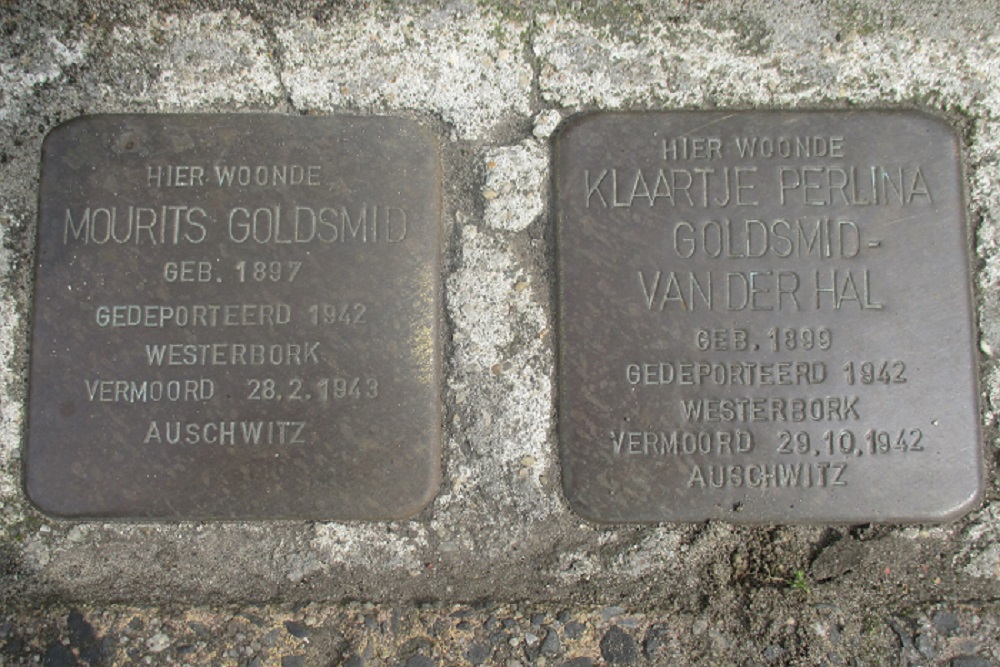 HIER WOONDE
MOURITS GOLDSMID
GEB. 1897
GEDEPORTEERD 1942
WESTERBORK
VERMOORD 28.2.1943
AUSCHWITZ
HIER WOONDE
KLAARTJE PERLINA
GOLDSMID-
VAN DER HAL
GEB. 1899
GEDEPORTEERD 1942
WESTERBORK
VERMOORD 29.10.1942
AUSCHWITZ